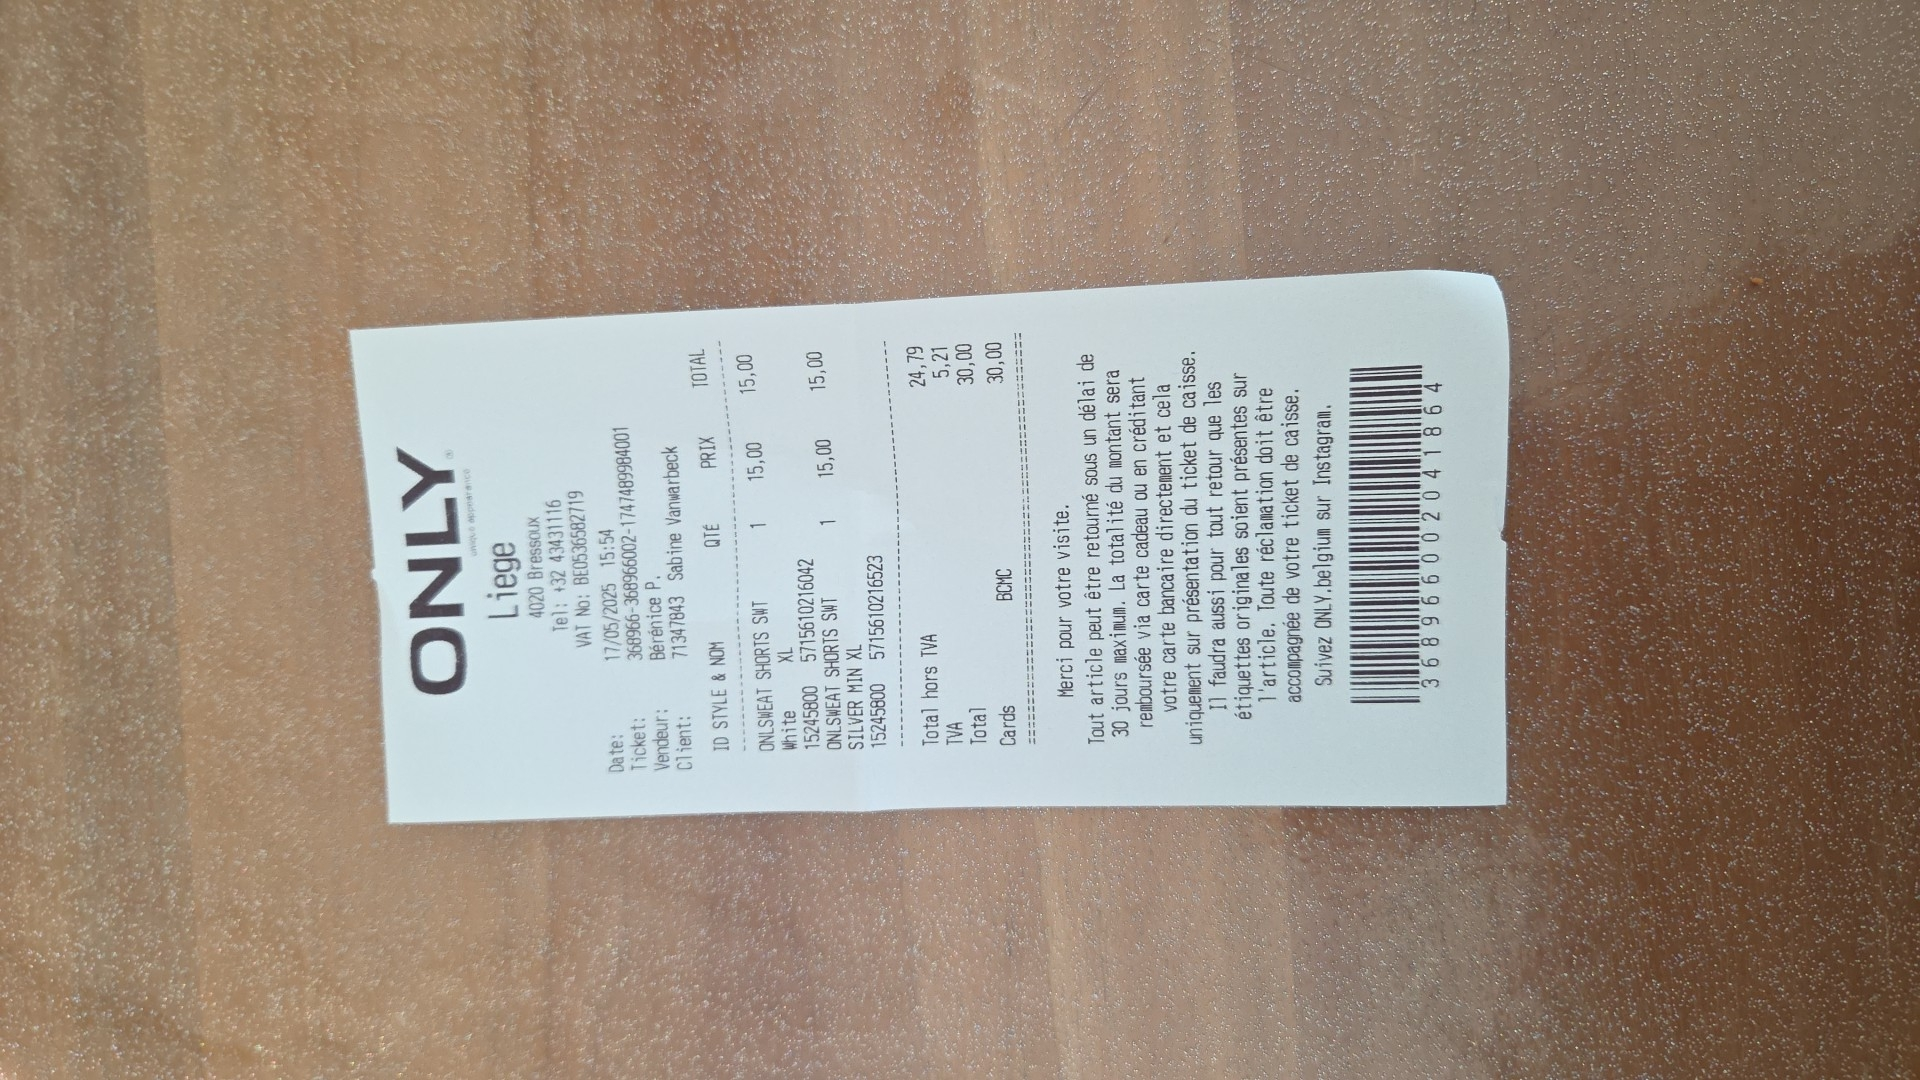 ONLY
unique appearance
Liege
4020 Bressoux
Tel: +32 43431116
VAT No: BE0536582719
Date: 17/05/2025 15:54
Ticket: 368966-368966002-1747489984001
Vendeur: Bérénice P.
Client: 71347843 Sabine Vanwarbeck
ID STYLE & NOM QTÉ PRIX TOTAL
ONLSWEAT SHORTS SWT 1 15,00 15,00
White XL
15245800 5715610216042
ONLSWEAT SHORTS SWT 1 15,00 15,00
SILVER MIN XL
15245800 5715610216523
Total hors TVA 24,79
TVA 5,21
Total 30,00
Cards BCMC 30,00
Merci pour votre visite.
Tout article peut être retourné sous un délai de
30 jours maximum. La totalité du montant sera
remboursée via carte cadeau ou en créditant
votre carte bancaire directement et cela
uniquement sur présentation du ticket de caisse.
Il faudra aussi pour tout retour que les
étiquettes originales soient présentes sur
l'article. Toute réclamation doit être
accompagnée de votre ticket de caisse.
Suivez ONLY.belgium sur Instagram.
368966002041864